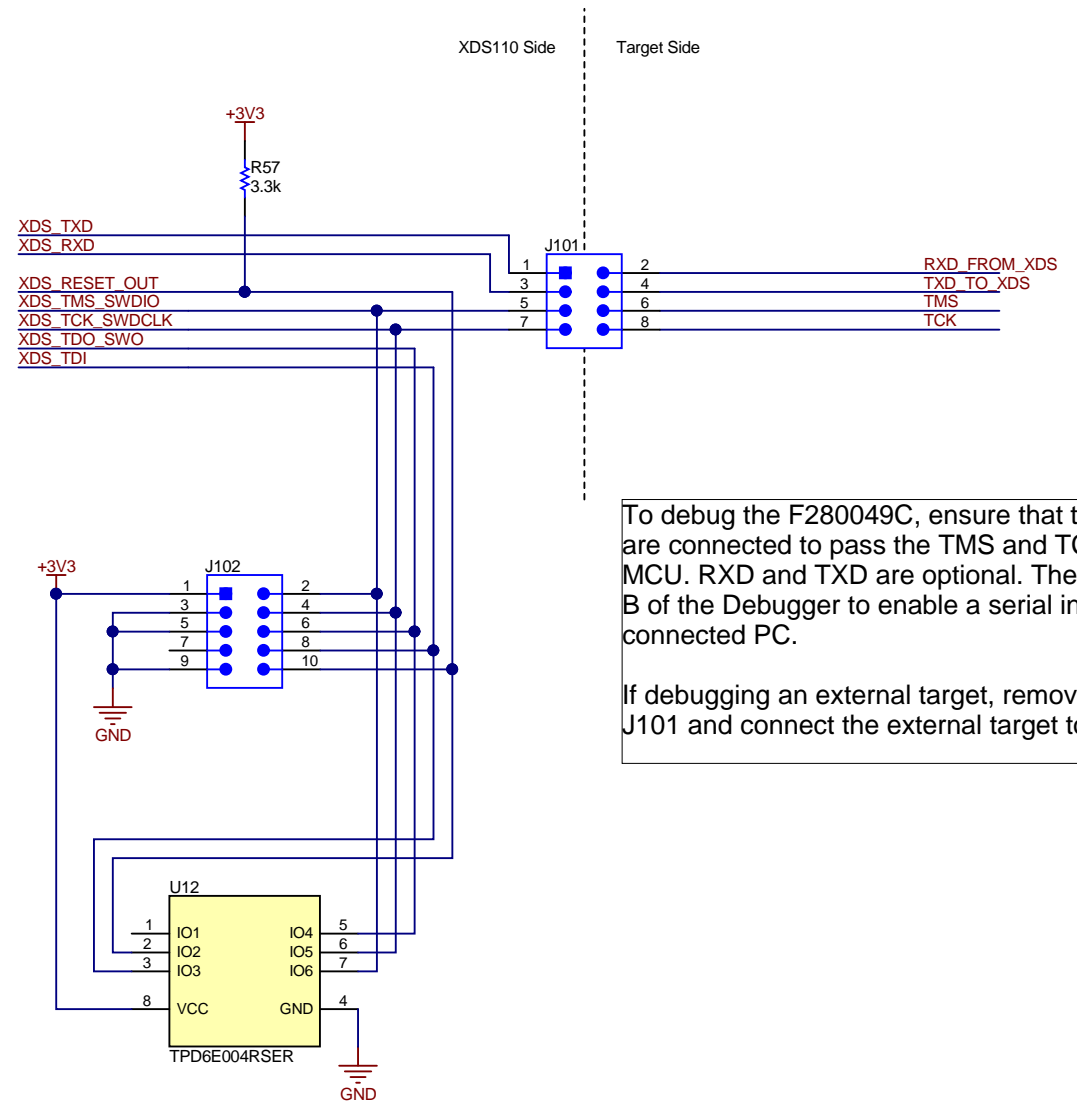 XDS110 Side
Target Side
+3V3
R57
3.3k
XDS_TXD
XDS_RXD
XDS_RESET_OUT
XDS_TMS_SWDIO
XDS_TCK_SWDCLK
XDS_TDO_SWO
XDS_TDI
J101
1 2
3 4
5 6
7 8
RXD_FROM_XDS
TXD_TO_XDS
TMS
TCK
To debug the F280049C, ensure that
are connected to pass the TMS and
MCU. RXD and TXD are optional. The
B of the Debugger to enable a serial
connected PC.
If debugging an external target,
J101 and connect the external target
+3V3
J102
1 2
3 4
5 6
7 8
9 10
GND
U12
1 IO1 IO4 5
2 IO2 IO5 6
3 IO3 IO6 7
8 VCC GND 4
TPD6E004RSER
GND